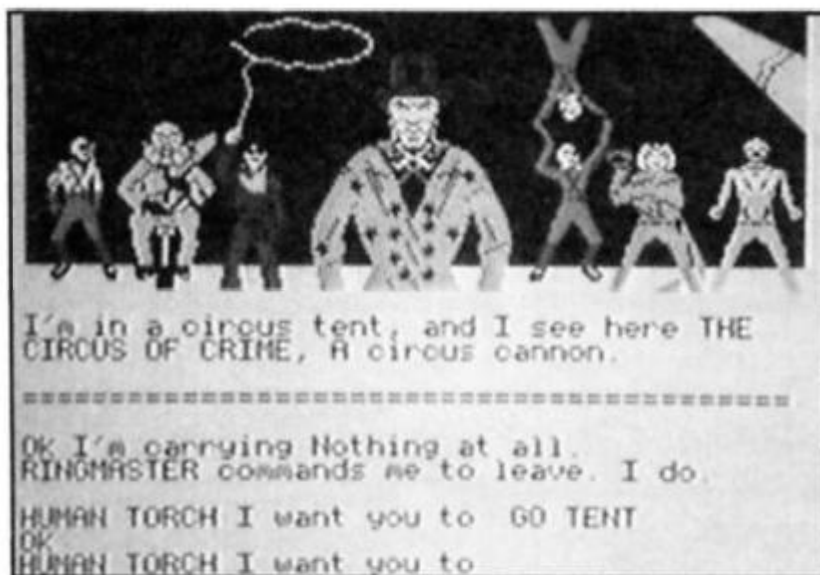 I'm in a circus tent, and I see here THE
CIRCUS OF CRIME, A circus cannon.
========================================
OK I'm carrying Nothing at all.
RINGMASTER commands me to leave. I do.
HUMAN TORCH I want you to  GO TENT
OK
HUMAN TORCH I want you to